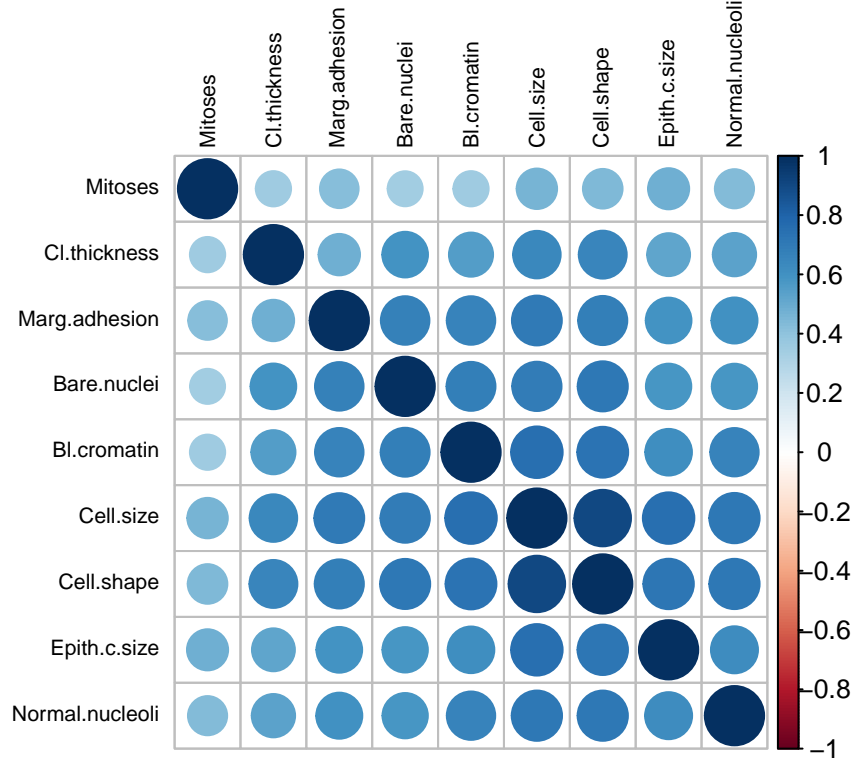 Mitoses
Cl.thickness
Marg.adhesion
Bare.nuclei
Bl.cromatin
Cell.size
Cell.shape
Epith.c.size
Normal.nucleoli
Mitoses
Cl.thickness
Marg.adhesion
Bare.nuclei
Bl.cromatin
Cell.size
Cell.shape
Epith.c.size
Normal.nucleoli
1
0.8
0.6
0.4
0.2
0
−0.2
−0.4
−0.6
−0.8
−1